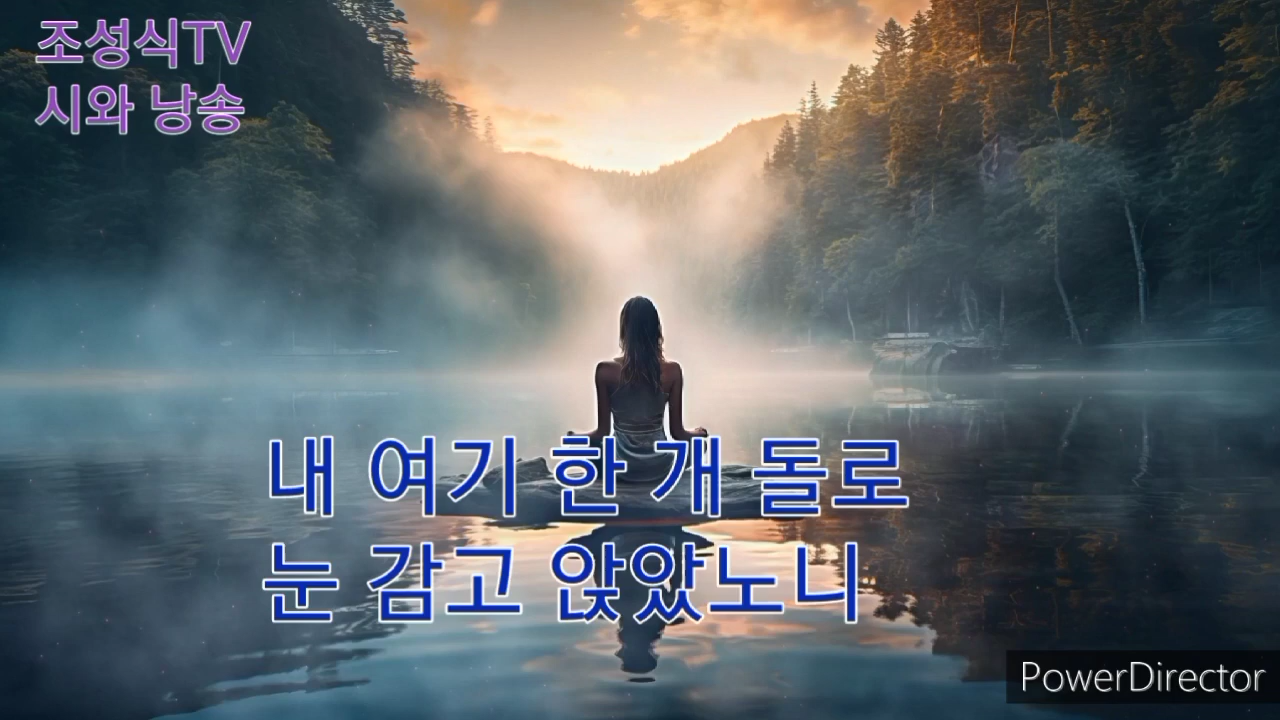 조성식TV
시와 낭송
내 여기 한 개 돌로
눈 감고 앉았노니
PowerDirector